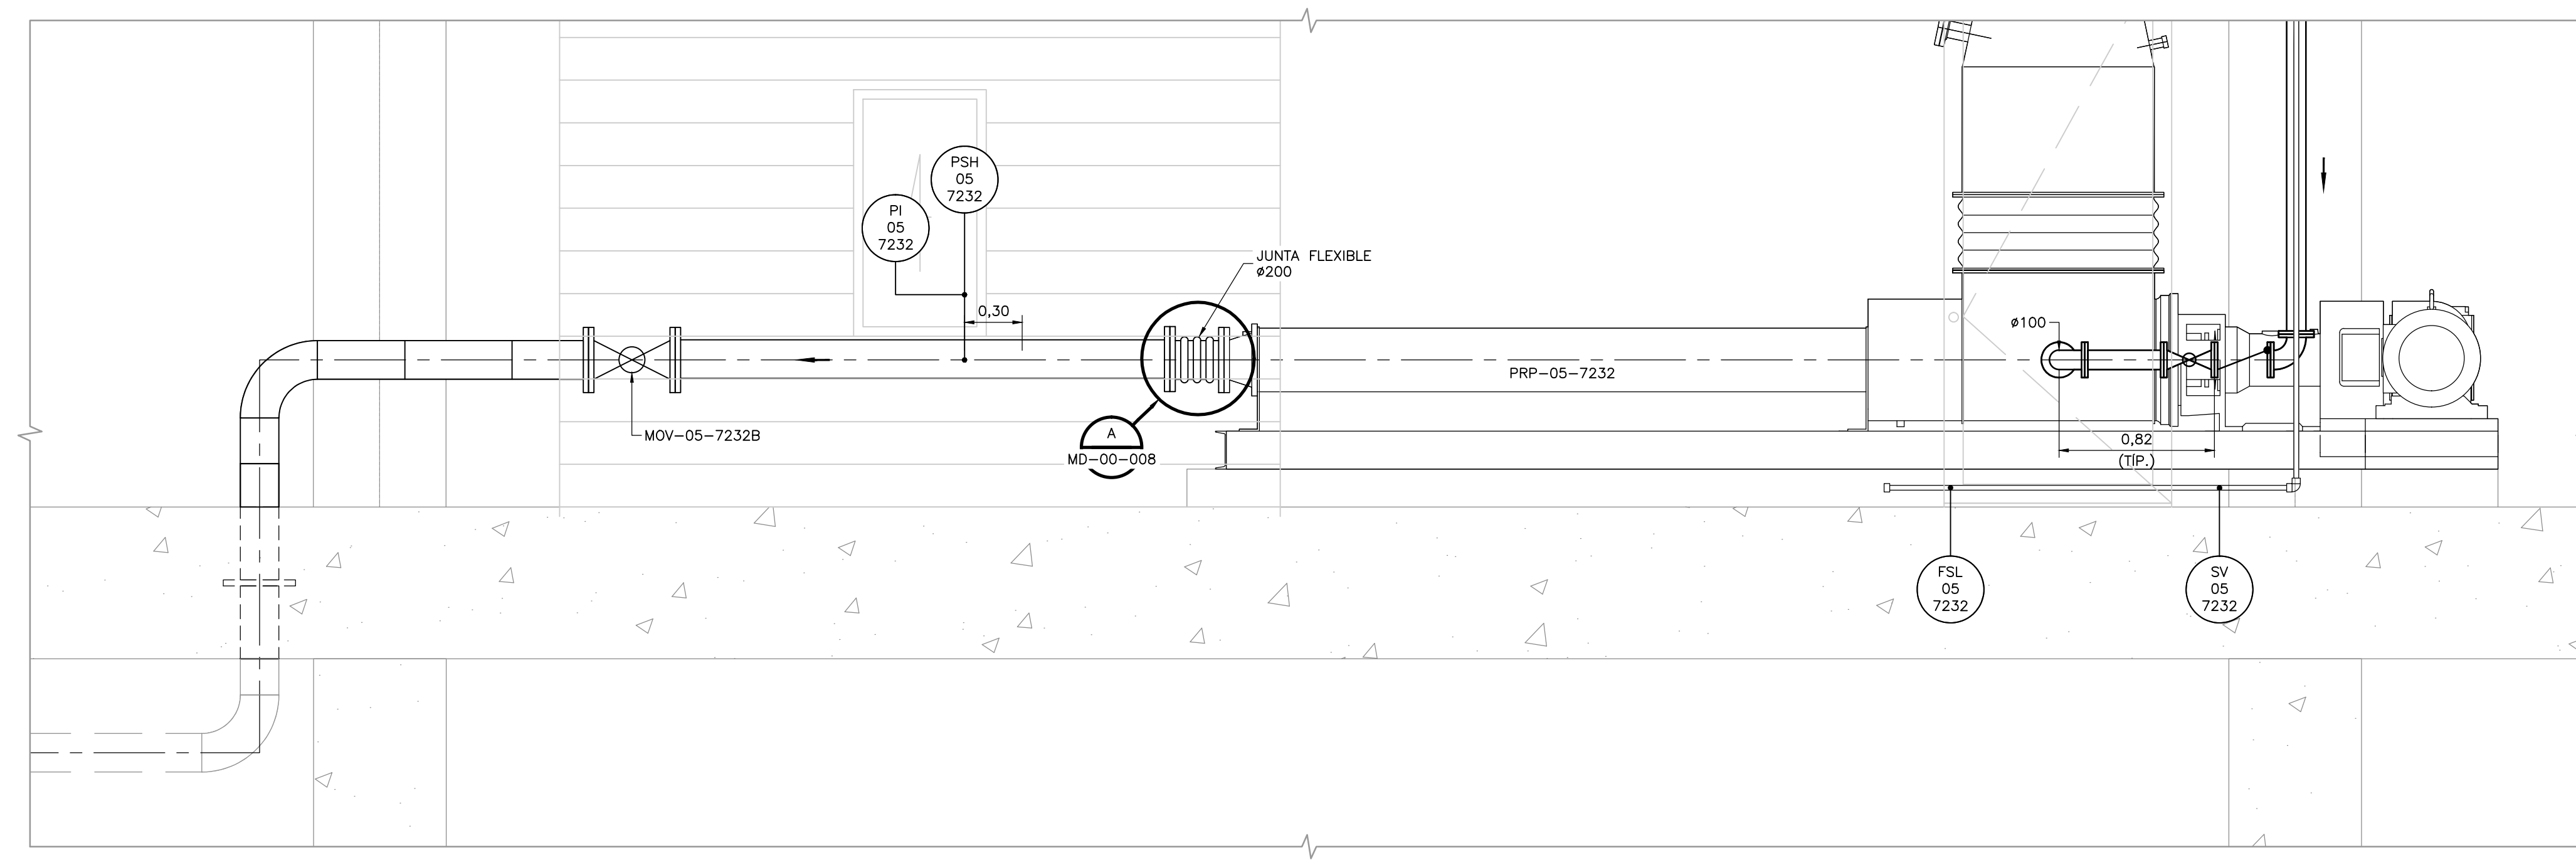 PSH
05
7232
PI
05
7232
JUNTA FLEXIBLE
ø200
0,30
ø100
PRP-05-7232
MOV-05-7232B
A
MD-00-008
0,82
(TÍP.)
FSL
05
7232
SV
05
7232